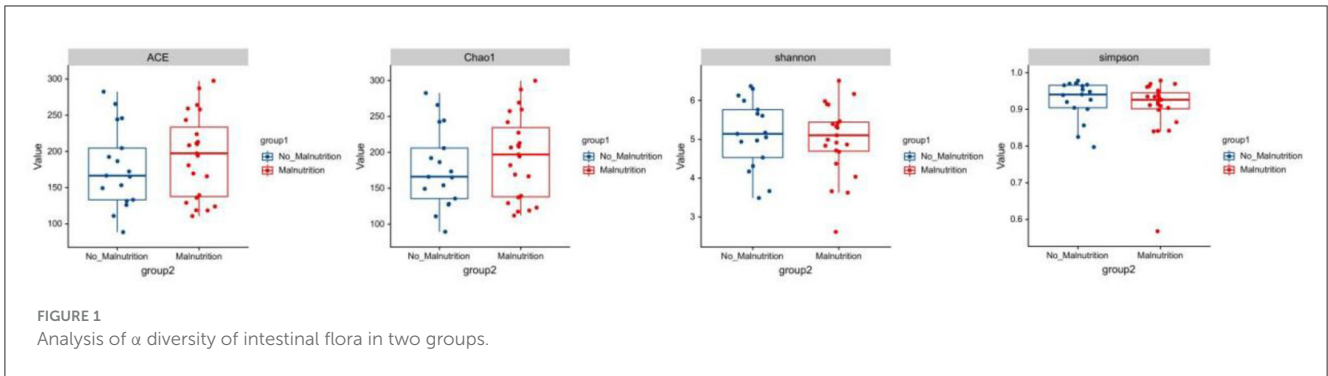 ACE
Value
300
250
200
150
100
No_Malnutrition
Malnutrition
group2
group1
No_Malnutrition
Malnutrition
Chao1
Value
300
250
200
150
100
No_Malnutrition
Malnutrition
group2
group1
No_Malnutrition
Malnutrition
shannon
Value
6
5
4
3
No_Malnutrition
Malnutrition
group2
group1
No_Malnutrition
Malnutrition
simpson
Value
1.0
0.9
0.8
0.7
0.6
No_Malnutrition
Malnutrition
group2
group1
No_Malnutrition
Malnutrition
FIGURE 1
Analysis of α diversity of intestinal flora in two groups.